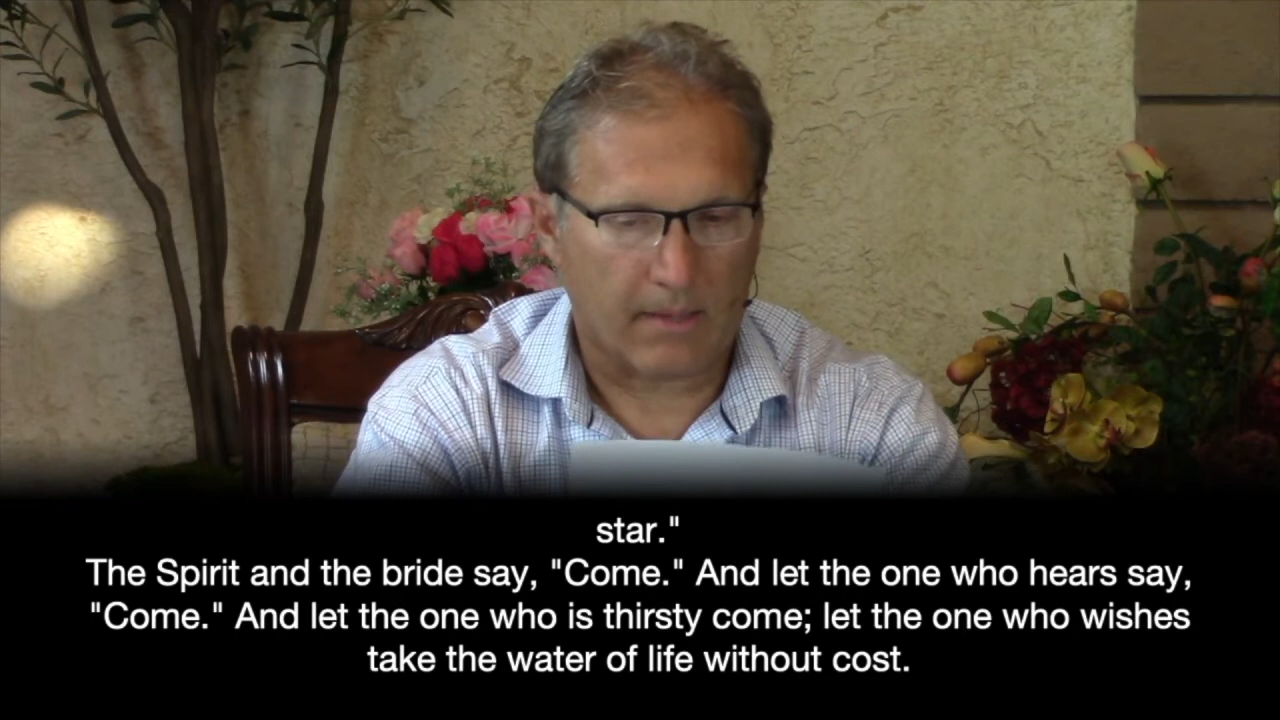 star."
The Spirit and the bride say, "Come." And let the one who hears say,
"Come." And let the one who is thirsty come; let the one who wishes
take the water of life without cost.